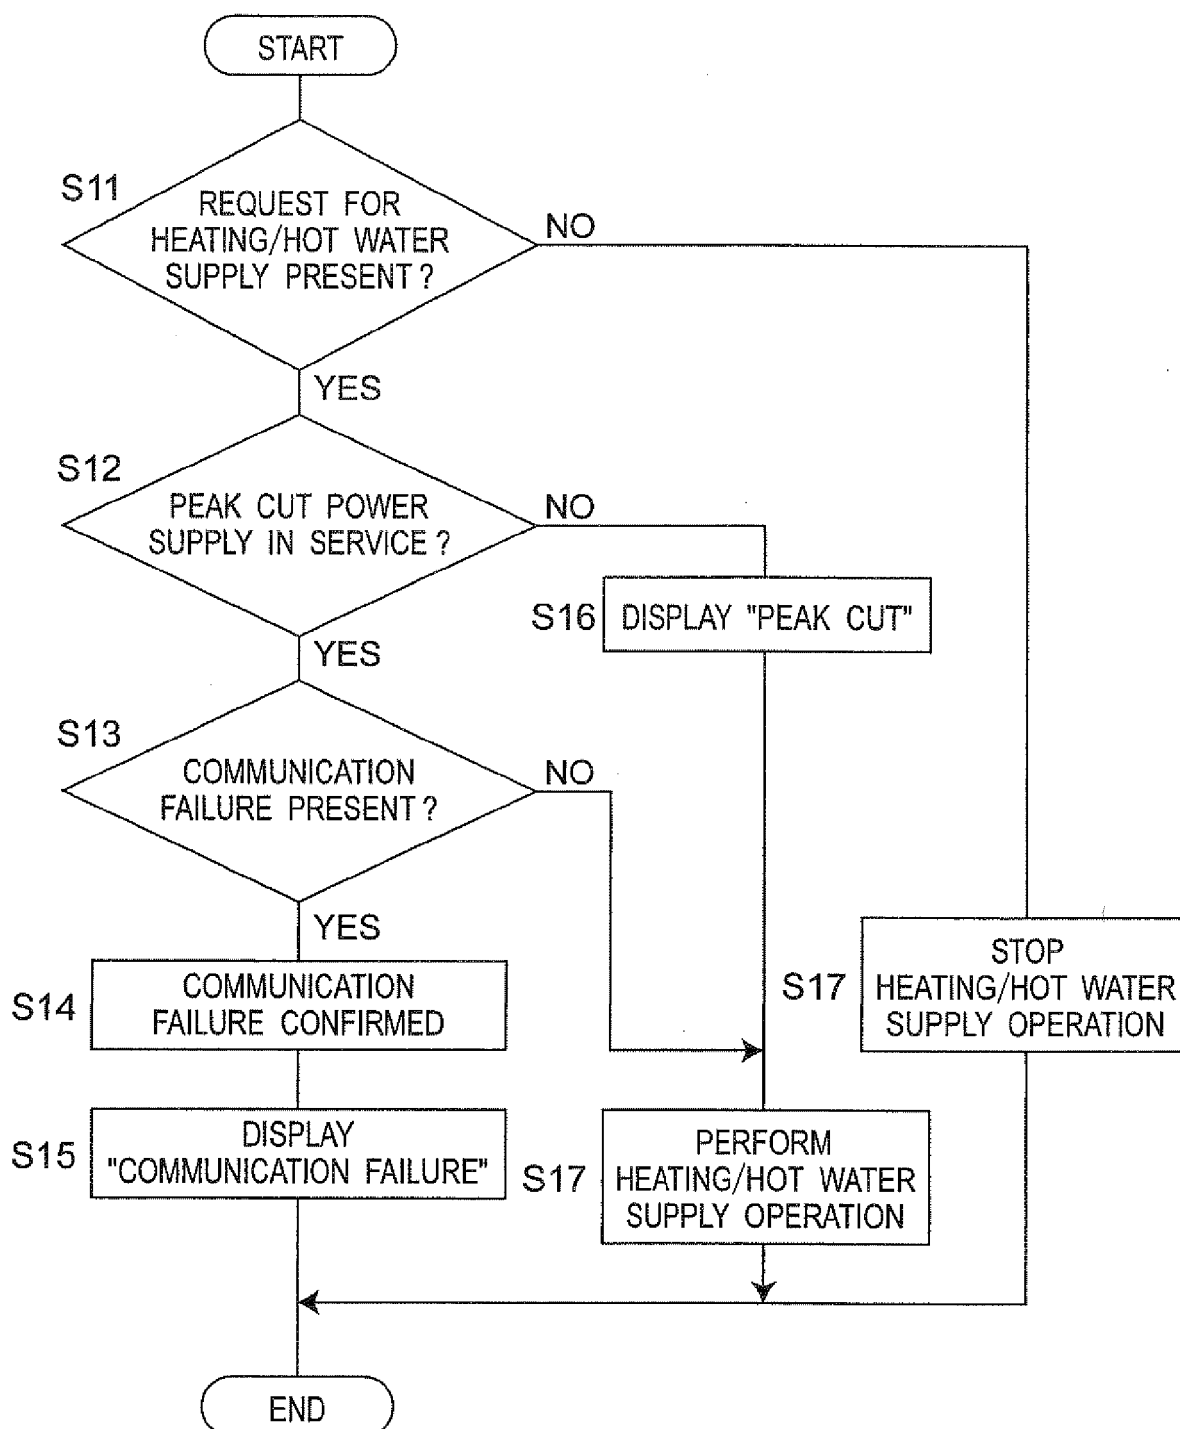 START
S11
REQUEST FOR
HEATING/HOT WATER
SUPPLY PRESENT?
NO
YES
S12
PEAK CUT POWER
SUPPLY IN SERVICE?
NO
S16
DISPLAY "PEAK CUT"
YES
S13
COMMUNICATION
FAILURE PRESENT?
NO
YES
S14
COMMUNICATION
FAILURE CONFIRMED
S17
STOP
HEATING/HOT WATER
SUPPLY OPERATION
S15
DISPLAY
"COMMUNICATION FAILURE"
S17
PERFORM
HEATING/HOT WATER
SUPPLY OPERATION
END